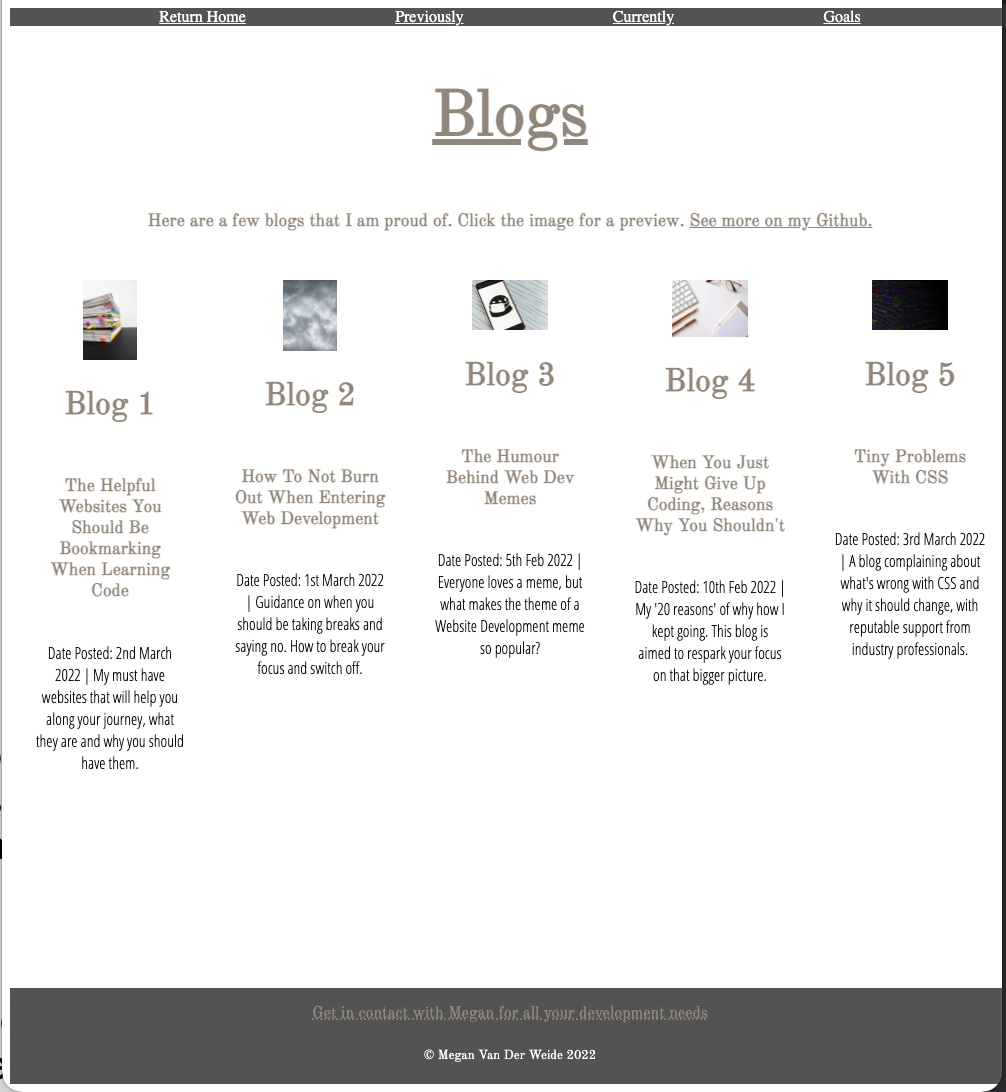 Return Home Previously Currently Goals
Blogs
Here are a few blogs that I am proud of. Click the image for a preview. See more on my Github.
Blog 1
The Helpful
Websites You
Should Be
Bookmarking
When Learning
Code
Date Posted: 2nd March
2022 | My must have
websites that will help you
along your journey, what
they are and why you should
have them.
Blog 2
How To Not Burn
Out When Entering
Web Development
Date Posted: 1st March 2022
| Guidance on when you
should be taking breaks and
saying no. How to break your
focus and switch off.
Blog 3
The Humour
Behind Web Dev
Memes
Date Posted: 5th Feb 2022 |
Everyone loves a meme, but
what makes the theme of a
Website Development meme
so popular?
Blog 4
When You Just
Might Give Up
Coding, Reasons
Why You Shouldn't
Date Posted: 10th Feb 2022 |
My '20 reasons' of why how I
kept going. This blog is
aimed to respark your focus
on that bigger picture.
Blog 5
Tiny Problems
With CSS
Date Posted: 3rd March 2022
| A blog complaining about
what's wrong with CSS and
why it should change, with
reputable support from
industry professionals.
Get in contact with Megan for all your development needs
© Megan Van Der Weide 2022